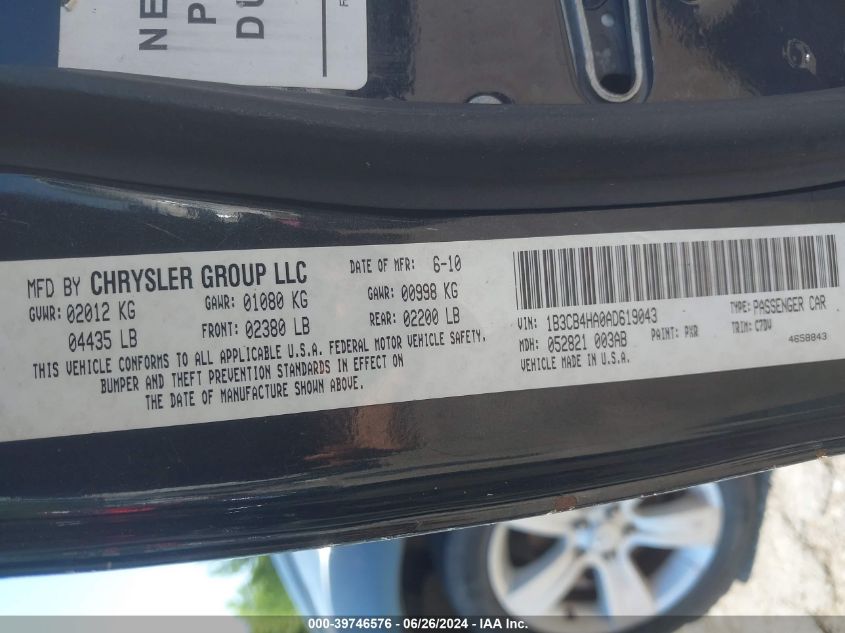 NE
P
DU
F
MFD BY CHRYSLER GROUP LLC
DATE OF MFR: 6-10
GVWR: 02012 KG
GAWR: 01080 KG
GAWR: 00998 KG
04435 LB
FRONT: 02380 LB
REAR: 02200 LB
THIS VEHICLE CONFORMS TO ALL APPLICABLE U.S.A. FEDERAL MOTOR VEHICLE SAFETY,
BUMPER AND THEFT PREVENTION STANDARDS IN EFFECT ON
THE DATE OF MANUFACTURE SHOWN ABOVE.
VIN: 1B3CB4HA0AD619043
TYPE: PASSENGER CAR
MDH: 052821 003AB
PAINT: PXR
TRIM: C7DV
VEHICLE MADE IN U.S.A.
4658843
000-39746576 / 06/26/2024 - IAA Inc.